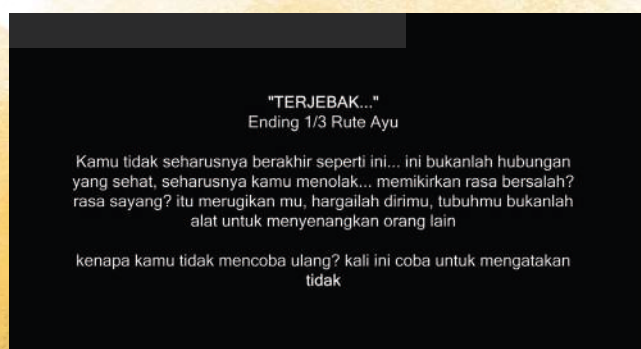 "TERJEBAK..."
Ending 1/3 Rute Ayu
Kamu tidak seharusnya berakhir seperti ini... ini bukanlah hubungan
yang sehat, seharusnya kamu menolak... memikirkan rasa bersalah?
rasa sayang? itu merugikan mu, hargailah dirimu, tubuhmu bukanlah
alat untuk menyenangkan orang lain
kenapa kamu tidak mencoba ulang? kali ini coba untuk mengatakan
tidak